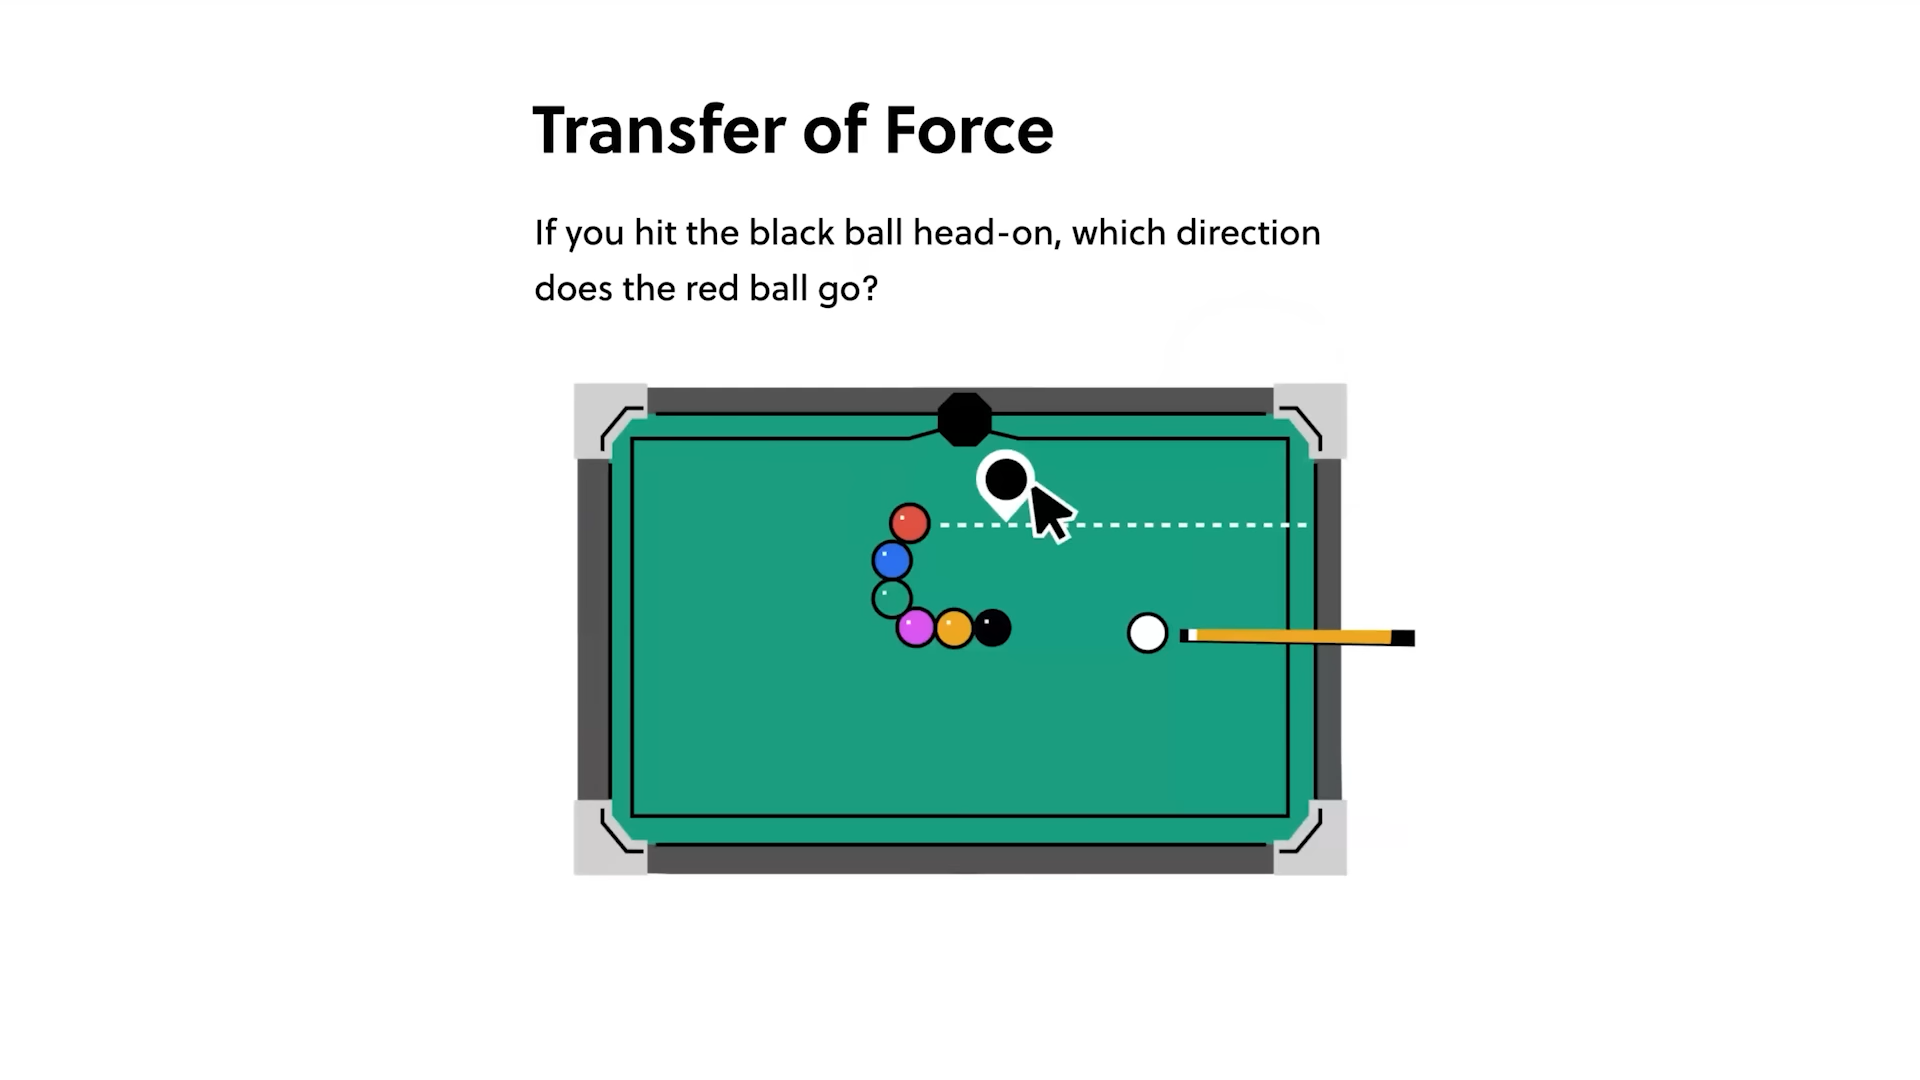 Transfer of Force
If you hit the black ball head-on, which direction
does the red ball go?